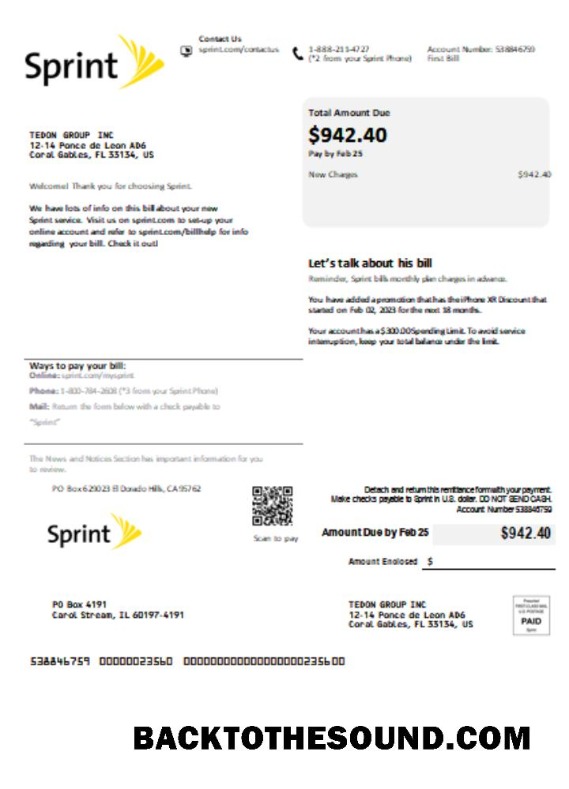 Sprint
Contact Us
sprint.com/contactus
1-888-211-4727
(*2 from your Sprint Phone)
Account Number: 538846759
First Bill
Total Amount Due
$942.40
Pay by Feb 25
New Charges $942.40
TEDON GROUP INC
12-14 Ponce de Leon AD6
Coral Gables, FL 33134, US
Welcome! Thank you for choosing Sprint.
We have lots of info on this bill about your new
Sprint service. Visit us on sprint.com to set-up your
online account and refer to sprint.com/billhelp for info
regarding your bill. Check it out!
Let's talk about his bill
Reminder, Sprint bills monthly plan charges in advance.
You have added a promotion that has the iPhone XR Discount that
started on Feb 02, 2023 for the next 18 months.
Your account has a $300.00 Spending Limit. To avoid service
interruption, keep your total balance under the limit.
Ways to pay your bill:
Online: sprint.com/mysprint
Phone: 1-800-784-2608 (*3 from your Sprint Phone)
Mail: Return the form below with a check payable to
"Sprint"
The News and Notices Section has important information for you
to review.
PO Box 629023 El Dorado Hills, CA 95762
Sprint
Scan to pay
Detach and return this remittance form with your payment.
Make checks payable to Sprint in U.S. dollar. DO NOT SEND CASH.
Account Number 538846759
Amount Due by Feb 25 $942.40
Amount Enclosed $
PO Box 4191
Carol Stream, IL 60197-4191
TEDON GROUP INC
12-14 Ponce de Leon AD6
Coral Gables, FL 33134, US
Presorted
FIRST-CLASS MAIL
U.S. POSTAGE
PAID
Sprint
538846759 00000023560 00000000000000000000235600
BACKTOTHESOUND.COM